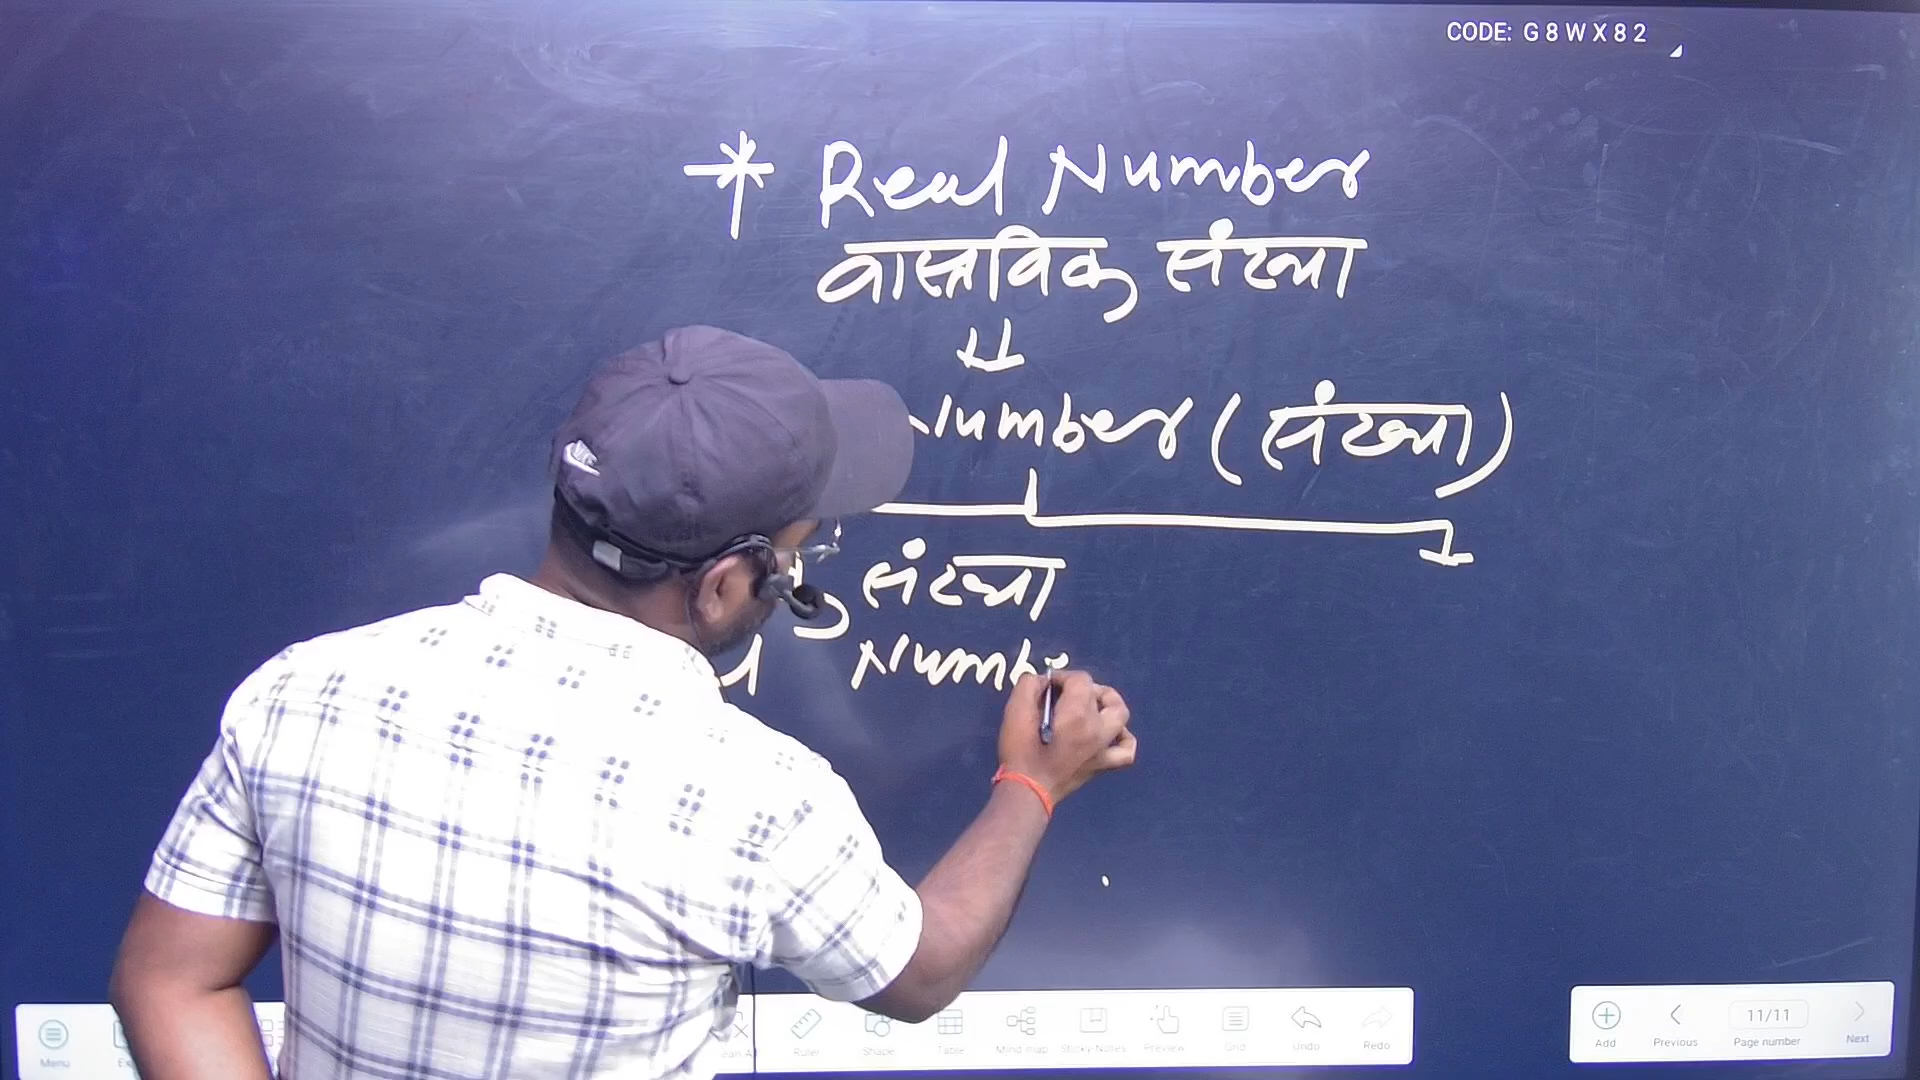 CODE: G8WX82
* Real Number
वास्तविक संख्या
Number (संख्या)
संख्या
Numbe
Menu
Ruler
Shape
Table
Mind map
Sticky Notes
Preview
Grid
Undo
Redo
Add
Previous
11/11
Page number
Next